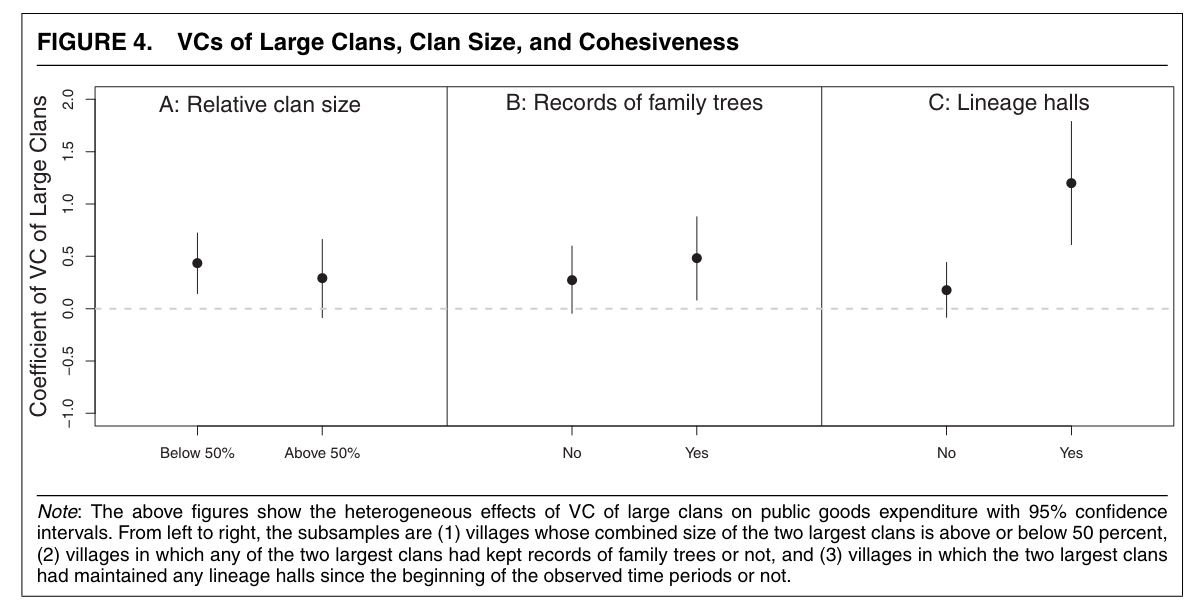 FIGURE 4. VCs of Large Clans, Clan Size, and Cohesiveness
Coefficient of VC of Large Clans
2.0
1.5
1.0
0.5
0.0
−0.5
−1.0
A: Relative clan size
B: Records of family trees
C: Lineage halls
Below 50%
Above 50%
No
Yes
No
Yes
Note: The above figures show the heterogeneous effects of VC of large clans on public goods expenditure with 95% confidence
intervals. From left to right, the subsamples are (1) villages whose combined size of the two largest clans is above or below 50 percent,
(2) villages in which any of the two largest clans had kept records of family trees or not, and (3) villages in which the two largest clans
had maintained any lineage halls since the beginning of the observed time periods or not.